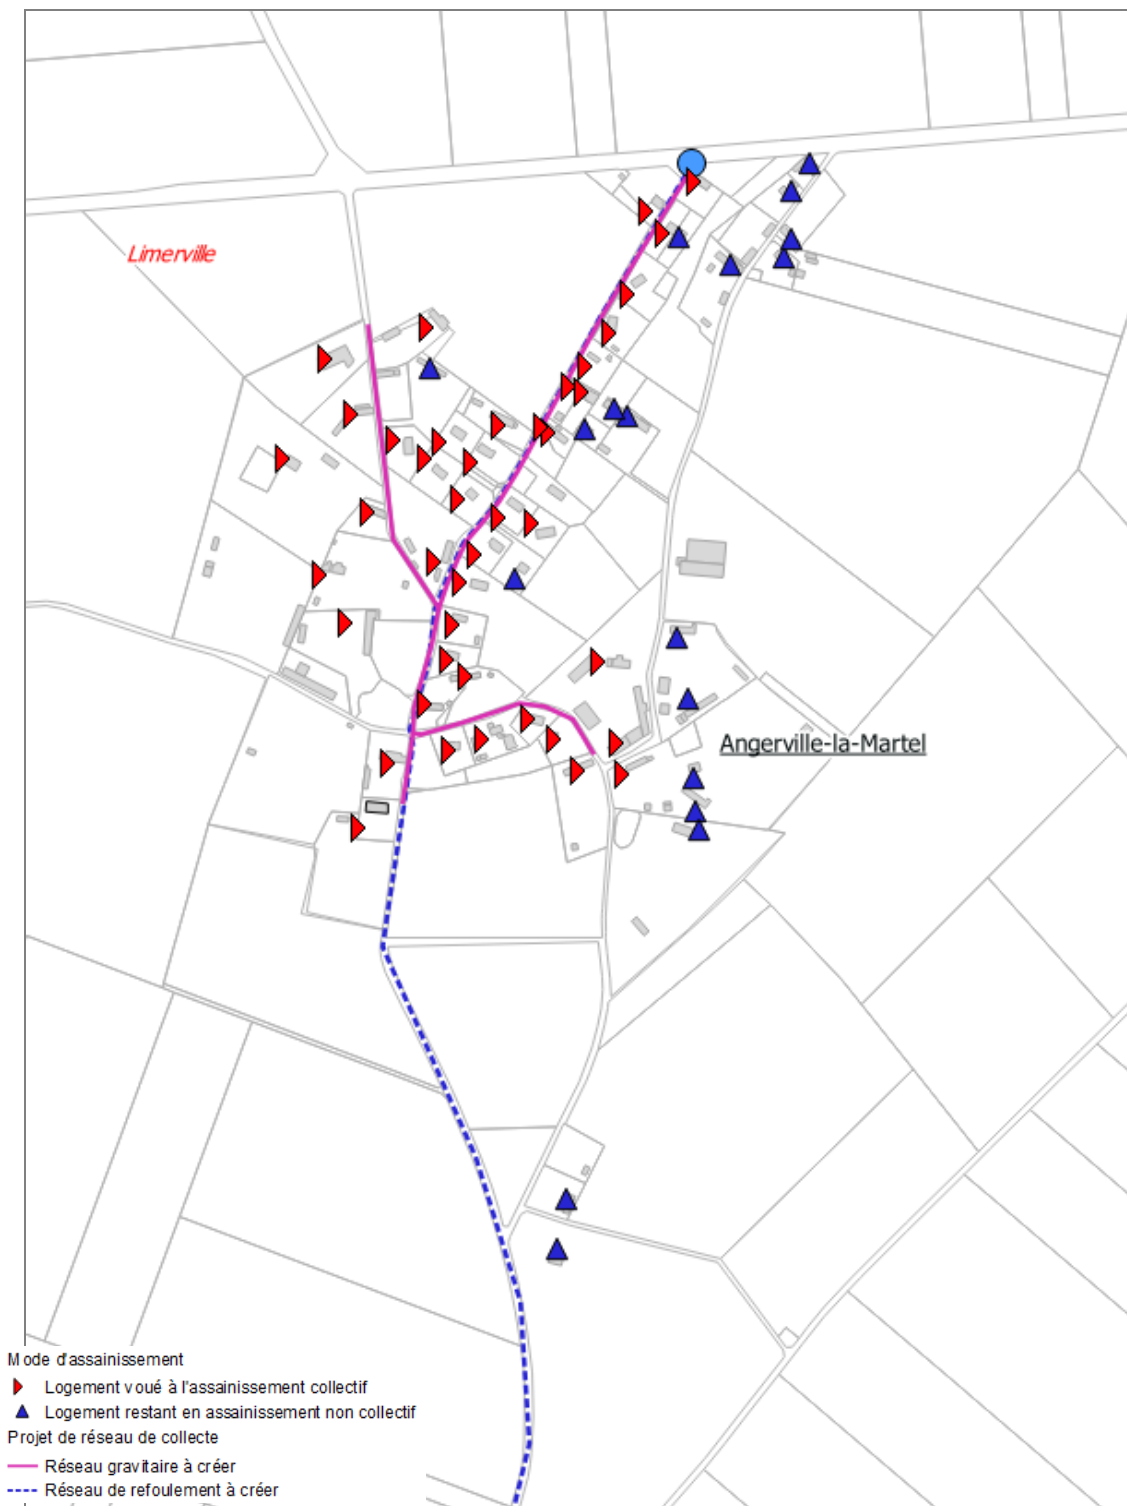 Limerville
Angerville-la-Martel
Mode d'assainissement
Logement voué à l'assainissement collectif
Logement restant en assainissement non collectif
Projet de réseau de collecte
Réseau gravitaire à créer
Réseau de refoulement à créer